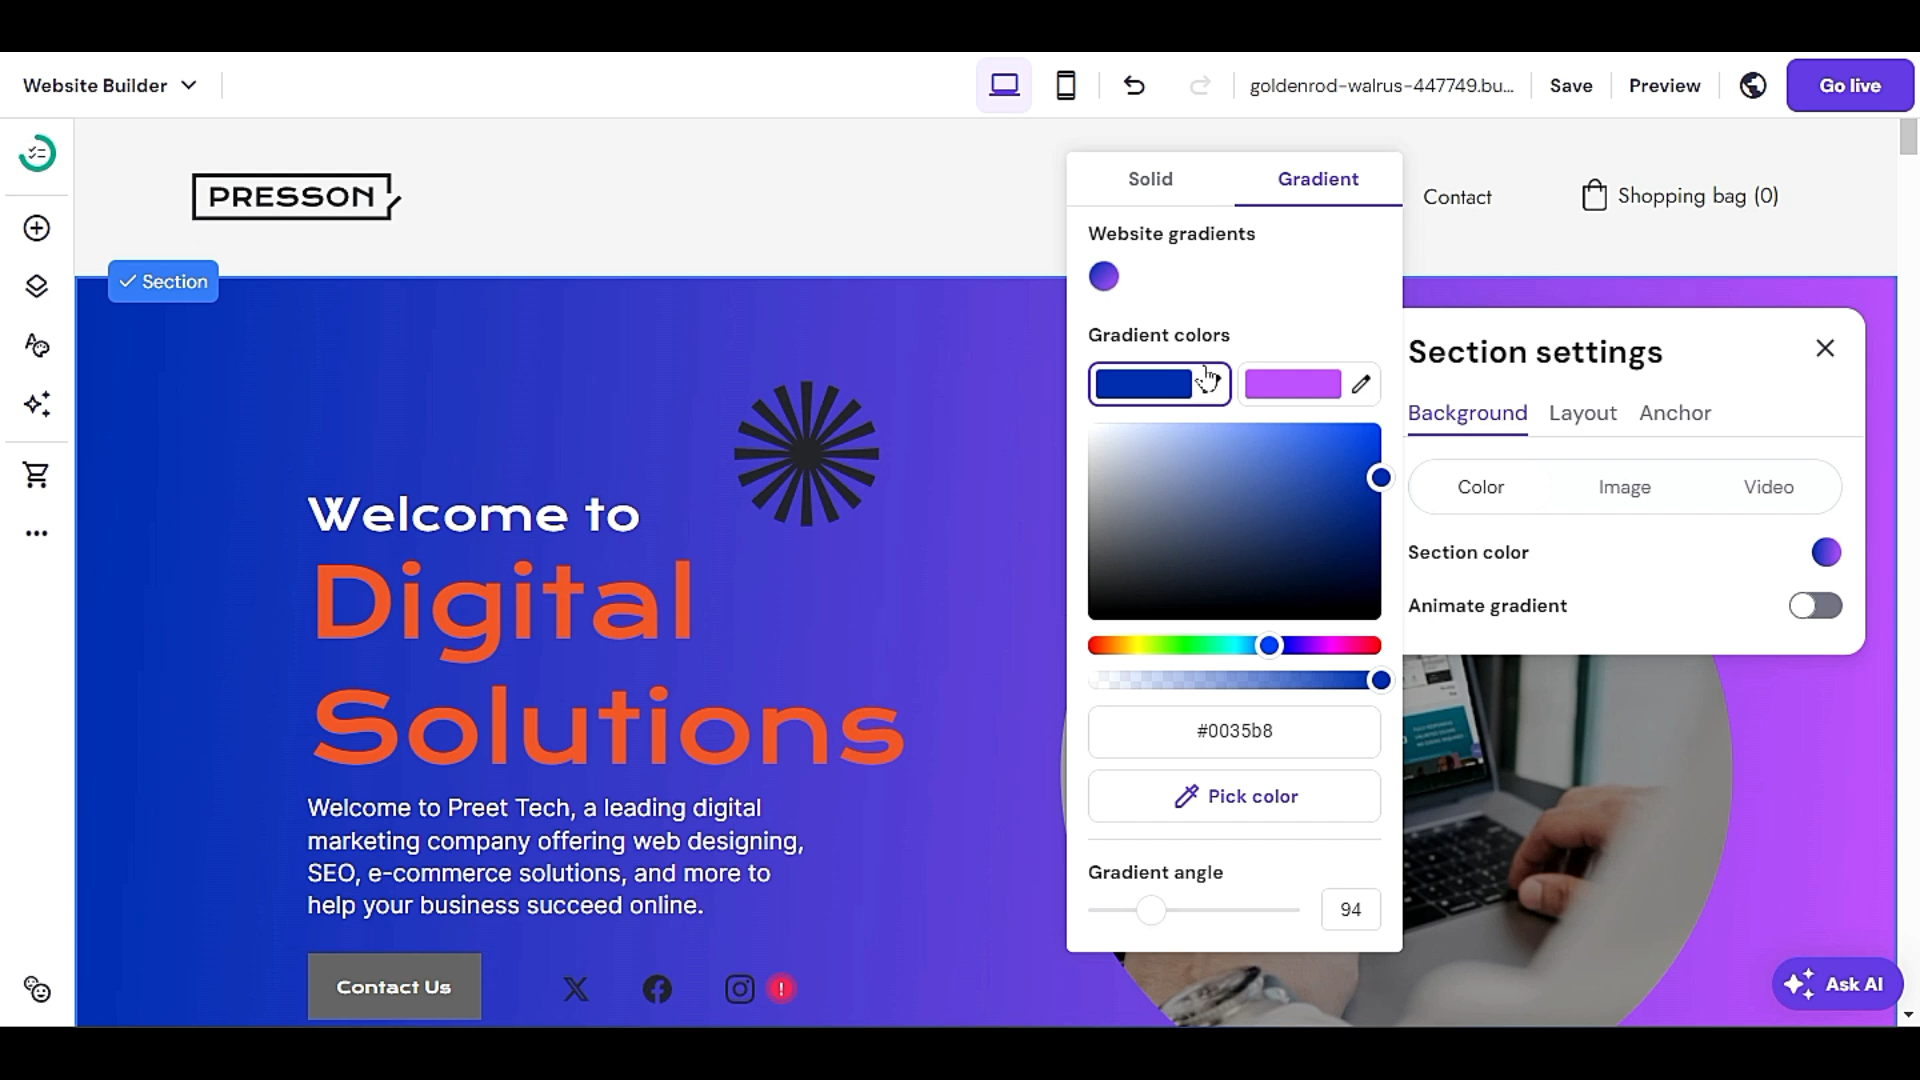 Website Builder
goldenrod-walrus-447749.bu...
Save
Preview
Go live
PRESSON
Contact
Shopping bag (0)
Section
Solid
Gradient
Website gradients
Gradient colors
#0035b8
Pick color
Gradient angle
94
Section settings
Background
Layout
Anchor
Color
Image
Video
Section color
Animate gradient
Welcome to
Digital
Solutions
Welcome to Preet Tech, a leading digital
marketing company offering web designing,
SEO, e-commerce solutions, and more to
help your business succeed online.
Contact Us
Ask AI